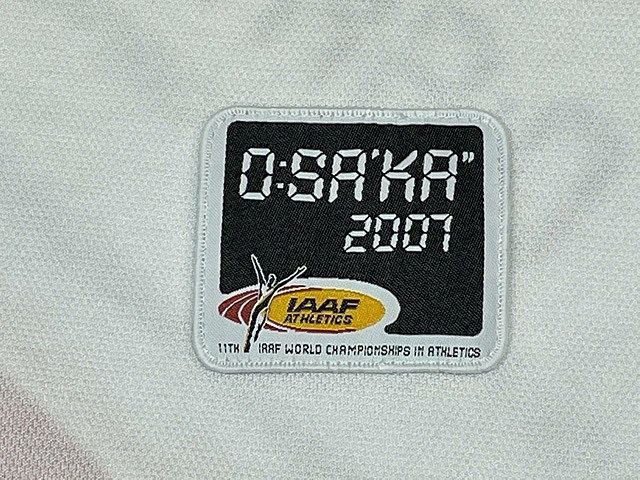 O:SA'KA"
2007
IAAF
ATHLETICS
11TH IAAF WORLD CHAMPIONSHIPS IN ATHLETICS